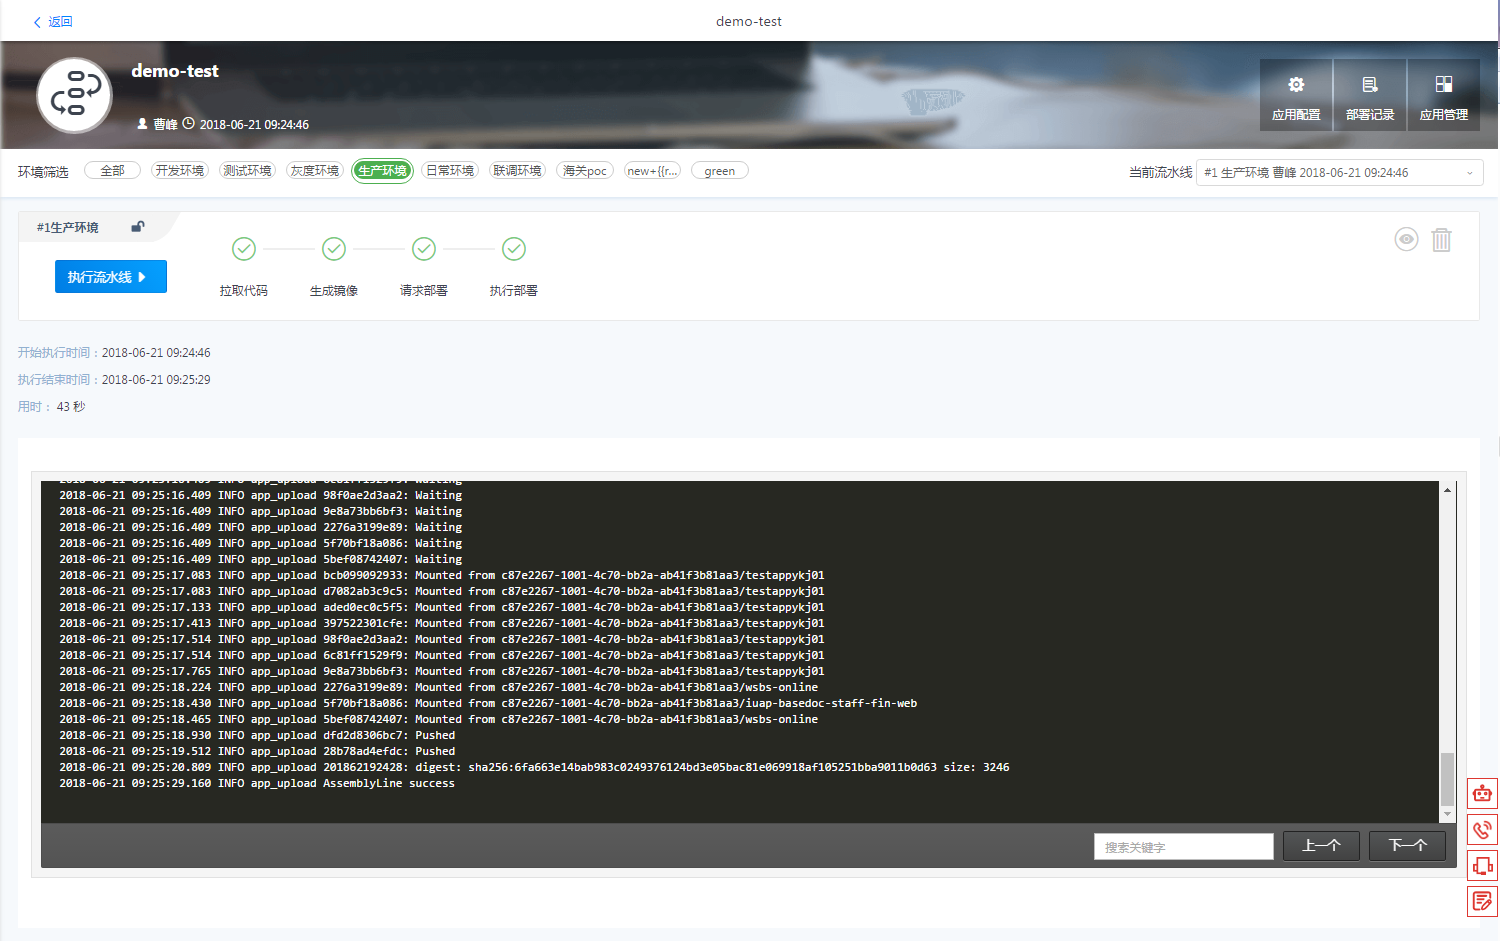 返回
demo-test
demo-test
曹峰 2018-06-21 09:24:46
应用配置
部署记录
应用管理
环境筛选 全部 开发环境 测试环境 灰度环境 生产环境 日常环境 联调环境 海关poc new+{{r... green
当前流水线 #1 生产环境 曹峰 2018-06-21 09:24:46
#1生产环境
执行流水线
拉取代码 生成镜像 请求部署 执行部署
开始执行时间：2018-06-21 09:24:46
执行结束时间：2018-06-21 09:25:29
用时： 43 秒
2018-06-21 09:25:16.409 INFO app_upload 6c81ff1529f9: Waiting
2018-06-21 09:25:16.409 INFO app_upload 98f0ae2d3aa2: Waiting
2018-06-21 09:25:16.409 INFO app_upload 9e8a73bb6bf3: Waiting
2018-06-21 09:25:16.409 INFO app_upload 2276a3199e89: Waiting
2018-06-21 09:25:16.409 INFO app_upload 5f70bf18a086: Waiting
2018-06-21 09:25:16.409 INFO app_upload 5bef08742407: Waiting
2018-06-21 09:25:17.083 INFO app_upload bcb099092933: Mounted from c87e2267-1001-4c70-bb2a-ab41f3b81aa3/testappykj01
2018-06-21 09:25:17.083 INFO app_upload d7082ab3c9c5: Mounted from c87e2267-1001-4c70-bb2a-ab41f3b81aa3/testappykj01
2018-06-21 09:25:17.133 INFO app_upload aded0ec0c5f5: Mounted from c87e2267-1001-4c70-bb2a-ab41f3b81aa3/testappykj01
2018-06-21 09:25:17.413 INFO app_upload 397522301cfe: Mounted from c87e2267-1001-4c70-bb2a-ab41f3b81aa3/testappykj01
2018-06-21 09:25:17.514 INFO app_upload 98f0ae2d3aa2: Mounted from c87e2267-1001-4c70-bb2a-ab41f3b81aa3/testappykj01
2018-06-21 09:25:17.514 INFO app_upload 6c81ff1529f9: Mounted from c87e2267-1001-4c70-bb2a-ab41f3b81aa3/testappykj01
2018-06-21 09:25:17.765 INFO app_upload 9e8a73bb6bf3: Mounted from c87e2267-1001-4c70-bb2a-ab41f3b81aa3/testappykj01
2018-06-21 09:25:18.224 INFO app_upload 2276a3199e89: Mounted from c87e2267-1001-4c70-bb2a-ab41f3b81aa3/wsbs-online
2018-06-21 09:25:18.430 INFO app_upload 5f70bf18a086: Mounted from c87e2267-1001-4c70-bb2a-ab41f3b81aa3/iuap-basedoc-staff-fin-web
2018-06-21 09:25:18.465 INFO app_upload 5bef08742407: Mounted from c87e2267-1001-4c70-bb2a-ab41f3b81aa3/wsbs-online
2018-06-21 09:25:18.930 INFO app_upload dfd2d8306bc7: Pushed
2018-06-21 09:25:19.512 INFO app_upload 28b78ad4efdc: Pushed
2018-06-21 09:25:20.809 INFO app_upload 201862192428: digest: sha256:6fa663e14bab983c0249376124bd3e05bac81e069918af105251bba9011b0d63 size: 3246
2018-06-21 09:25:29.160 INFO app_upload AssemblyLine success
搜索关键字 上一个 下一个